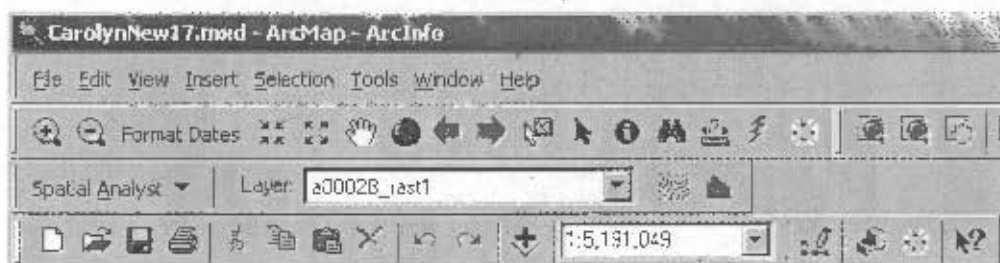 CarolynNew17.mxd - ArcMap - ArcInfo
File Edit View Insert Selection Tools Window Help
Format Dates
Spatial Analyst Layer: a00028_rast1
1:5,191,049